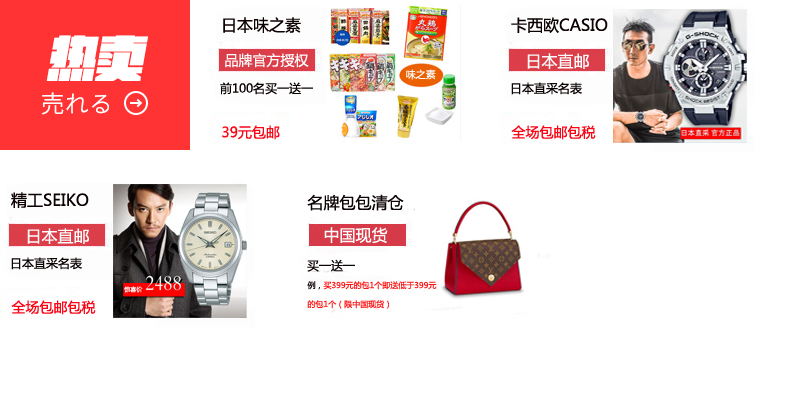 热卖
売れる
日本味之素
品牌官方授权
前100名买一送一
39元包邮
味之素
卡西欧CASIO
日本直邮
日本直采名表
全场包邮包税
G-SHOCK
日本直采 官方正品
精工SEIKO
日本直邮
日本直采名表
全场包邮包税
SEIKO
惊喜价 2488
名牌包包清仓
中国现货
买一送一
例，买399元的包1个即送低于399元
的包1个（限中国现货）